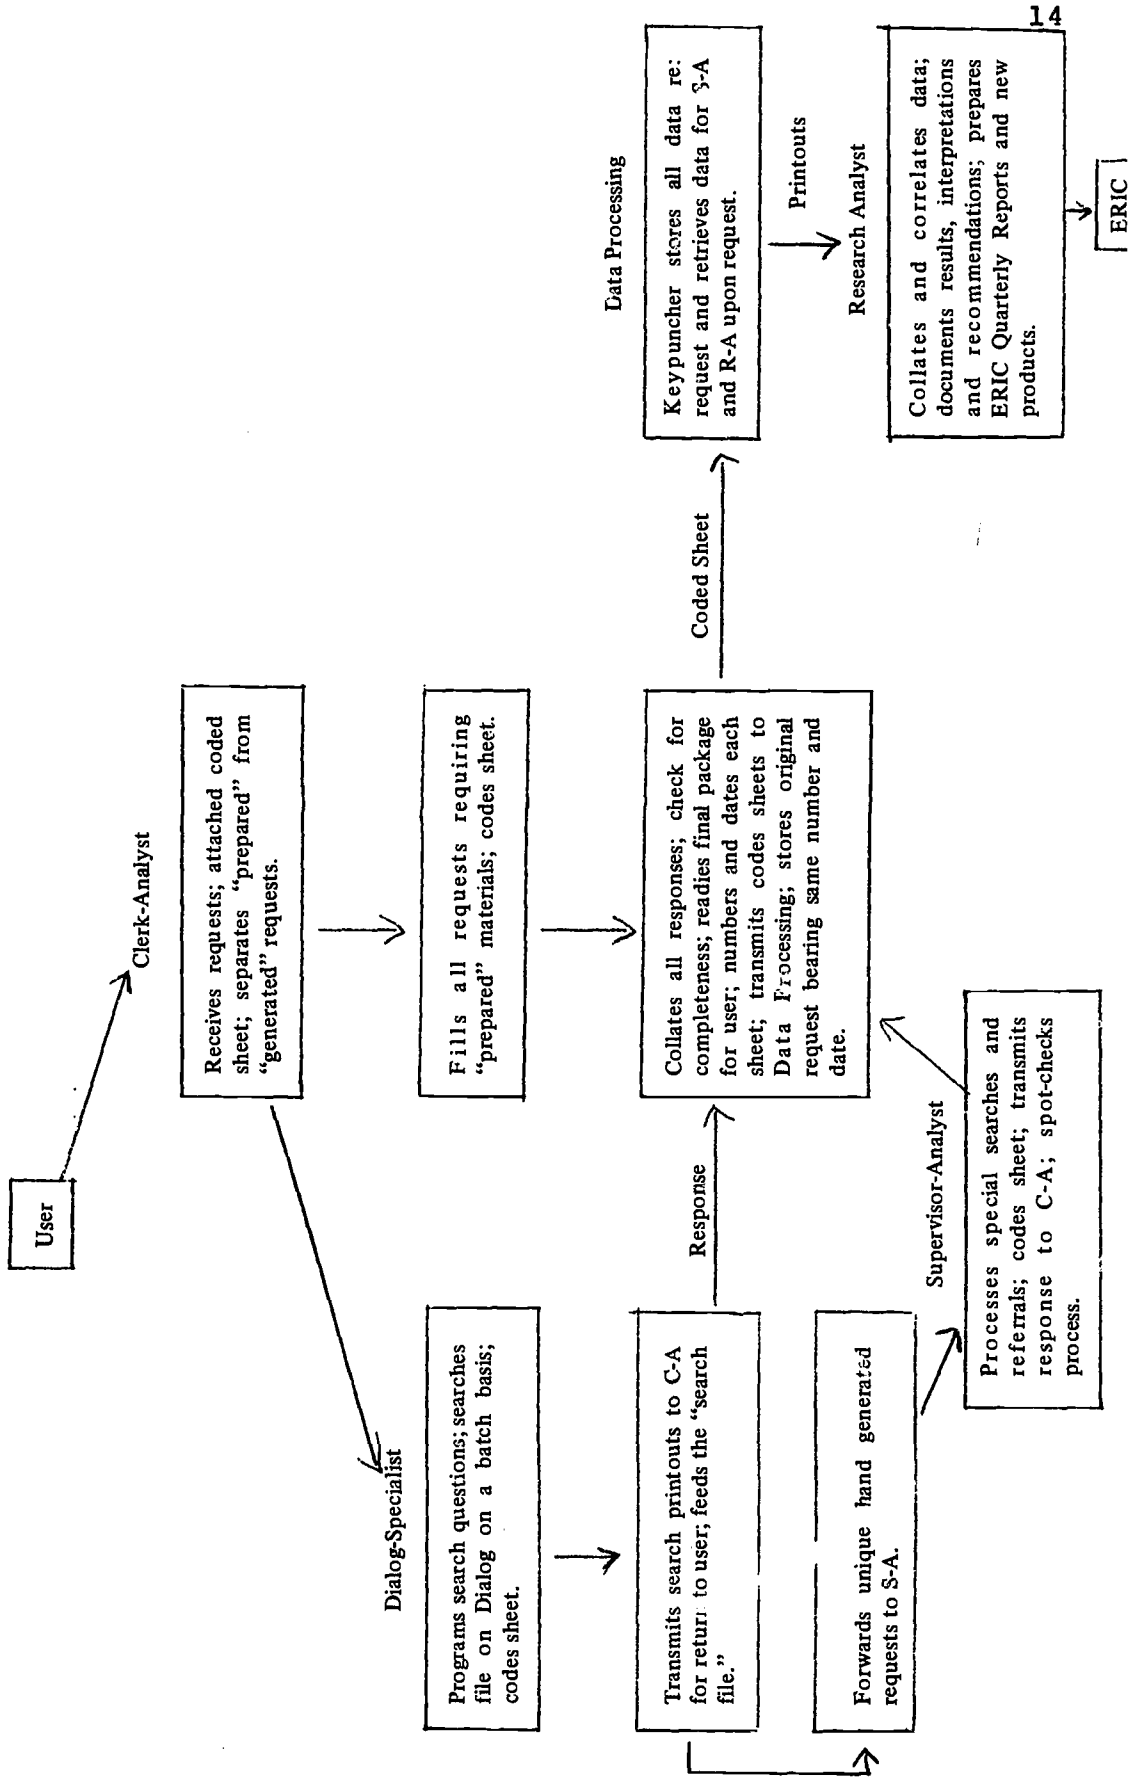 14
User
Clerk-Analyst
Receives requests; attached coded
sheet; separates “prepared” from
“generated” requests.
Fills all requests requiring
“prepared” materials; codes sheet.
Collates all responses; check for
completeness; readies final package
for user; numbers and dates each
sheet; transmits codes sheets to
Data Processing; stores original
request bearing same number and
date.
Dialog-Specialist
Programs search questions; searches
file on Dialog on a batch basis;
codes sheet.
Transmits search printouts to C-A
for return to user; feeds the “search
file.”
Response
Forwards unique hand generated
requests to S-A.
Supervisor-Analyst
Processes special searches and
referrals; codes sheet; transmits
response to C-A; spot-checks
process.
Coded Sheet
Data Processing
Keypuncher stores all data re:
request and retrieves data for S-A
and R-A upon request.
Printouts
Research Analyst
Collates and correlates data;
documents results, interpretations
and recommendations; prepares
ERIC Quarterly Reports and new
products.
ERIC